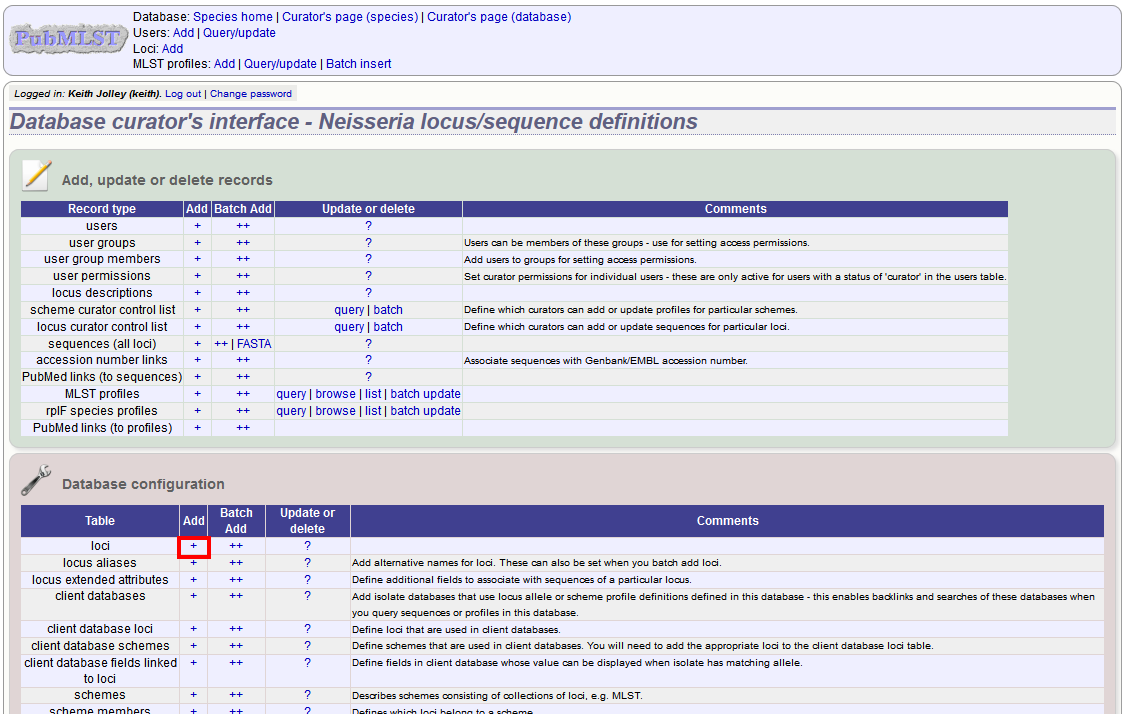 PubMLST
Database: Species home | Curator's page (species) | Curator's page (database)
Users: Add | Query/update
Loci: Add
MLST profiles: Add | Query/update | Batch insert
Logged in: Keith Jolley (keith). Log out | Change password
Database curator's interface - Neisseria locus/sequence definitions
Add, update or delete records
Record type Add Batch Add Update or delete Comments
users + ++ ?
user groups + ++ ? Users can be members of these groups - use for setting access permissions.
user group members + ++ ? Add users to groups for setting access permissions.
user permissions + ++ ? Set curator permissions for individual users - these are only active for users with a status of 'curator' in the users table.
locus descriptions + ++ ?
scheme curator control list + ++ query | batch Define which curators can add or update profiles for particular schemes.
locus curator control list + ++ query | batch Define which curators can add or update sequences for particular loci.
sequences (all loci) + ++ | FASTA ?
accession number links + ++ ? Associate sequences with Genbank/EMBL accession number.
PubMed links (to sequences) + ++ ?
MLST profiles + ++ query | browse | list | batch update
rplF species profiles + ++ query | browse | list | batch update
PubMed links (to profiles) + ++
Database configuration
Table Add Batch Add Update or delete Comments
loci + ++ ?
locus aliases + ++ ? Add alternative names for loci. These can also be set when you batch add loci.
locus extended attributes + ++ ? Define additional fields to associate with sequences of a particular locus.
client databases + ++ ? Add isolate databases that use locus allele or scheme profile definitions defined in this database - this enables backlinks and searches of these databases when
you query sequences or profiles in this database.
client database loci + ++ ? Define loci that are used in client databases.
client database schemes + ++ ? Define schemes that are used in client databases. You will need to add the appropriate loci to the client database loci table.
client database fields linked + ++ ? Define fields in client database whose value can be displayed when isolate has matching allele.
to loci
schemes + ++ ? Describes schemes consisting of collections of loci, e.g. MLST.
scheme members + ++ ? Defines which loci belong to a scheme.